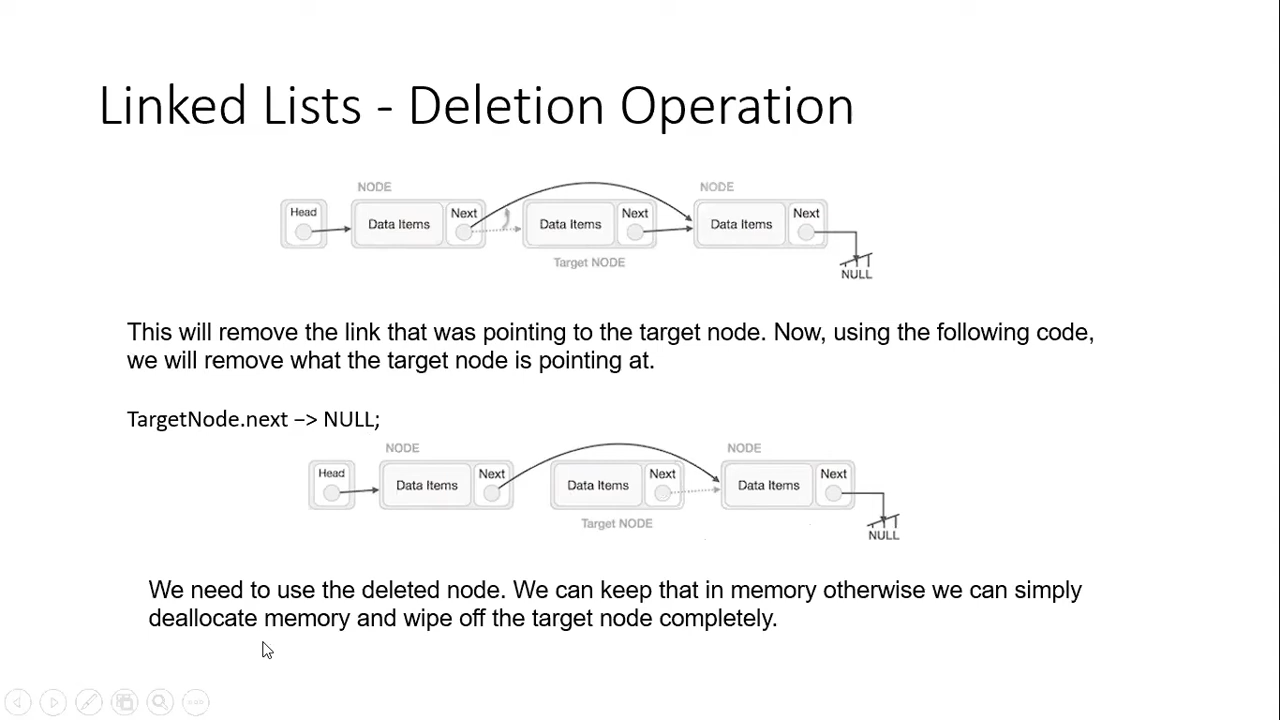 Linked Lists - Deletion Operation
NODE NODE
Head Data Items Next Data Items Next Data Items Next
Target NODE
NULL
This will remove the link that was pointing to the target node. Now, using the following code,
we will remove what the target node is pointing at.
TargetNode.next −> NULL;
NODE NODE
Head Data Items Next Data Items Next Data Items Next
Target NODE
NULL
We need to use the deleted node. We can keep that in memory otherwise we can simply
deallocate memory and wipe off the target node completely.